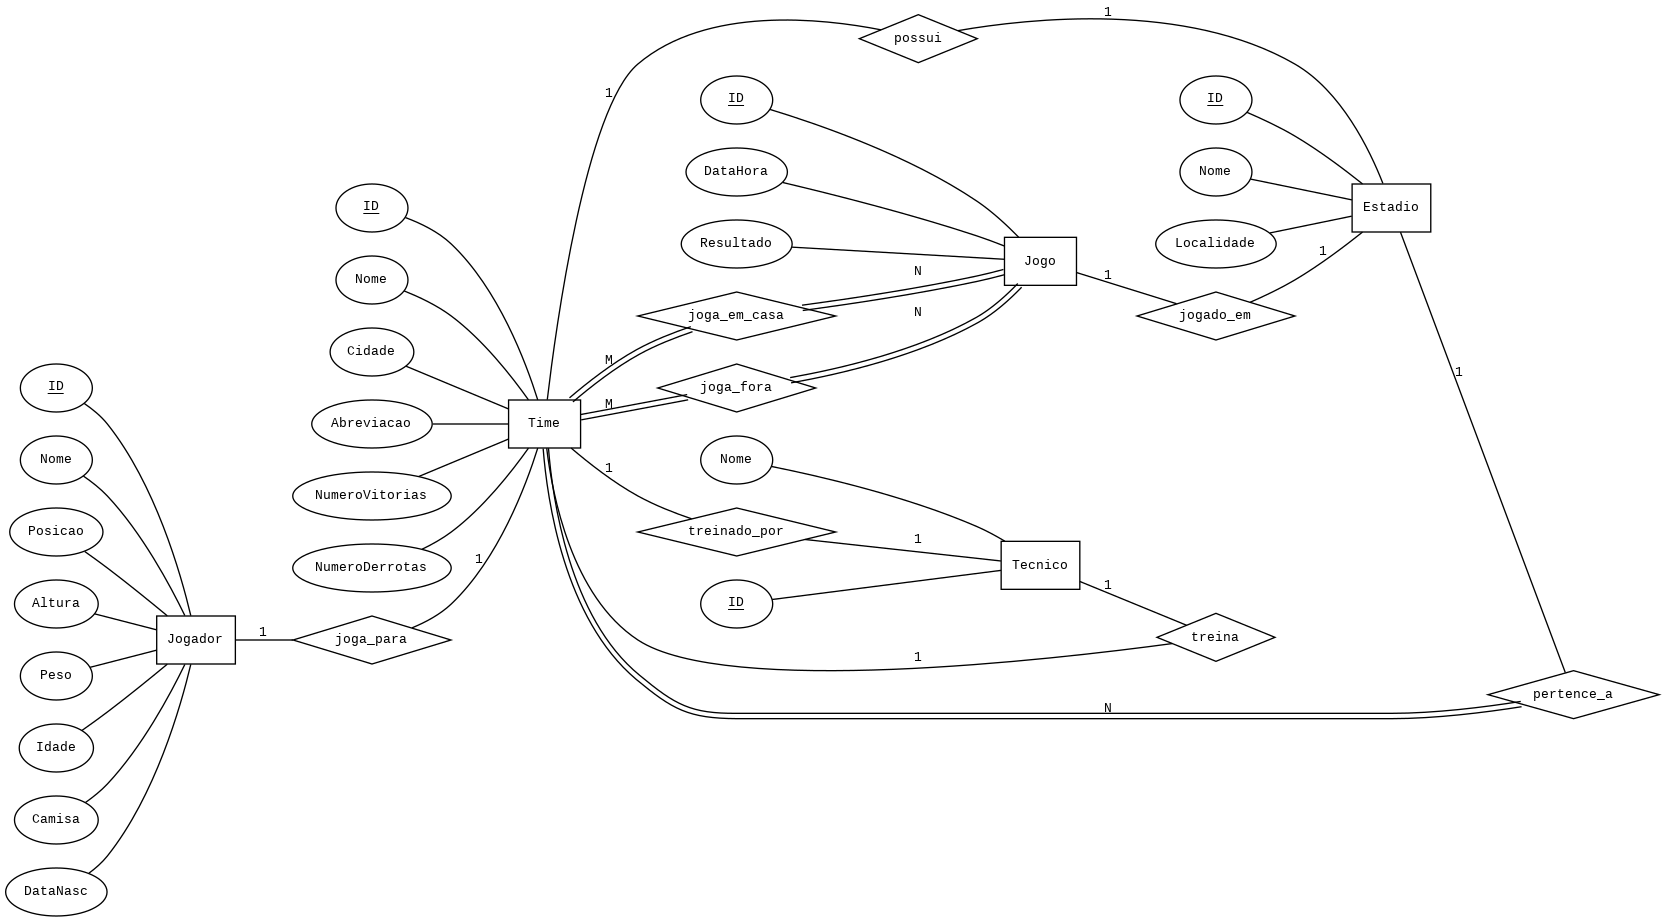 1
possui
1
ID
ID
DataHora
Nome
Resultado
Localidade
Estadio
ID
Nome
Cidade
Abreviacao
NumeroVitorias
NumeroDerrotas
Time
Jogo
N
N
joga_em_casa
joga_fora
M
M
1
1
jogado_em
1
Nome
1
treinado_por
1
Tecnico
ID
1
treina
1
N
pertence_a
ID
Nome
Posicao
Altura
Peso
Idade
Camisa
DataNasc
Jogador
1
joga_para
1